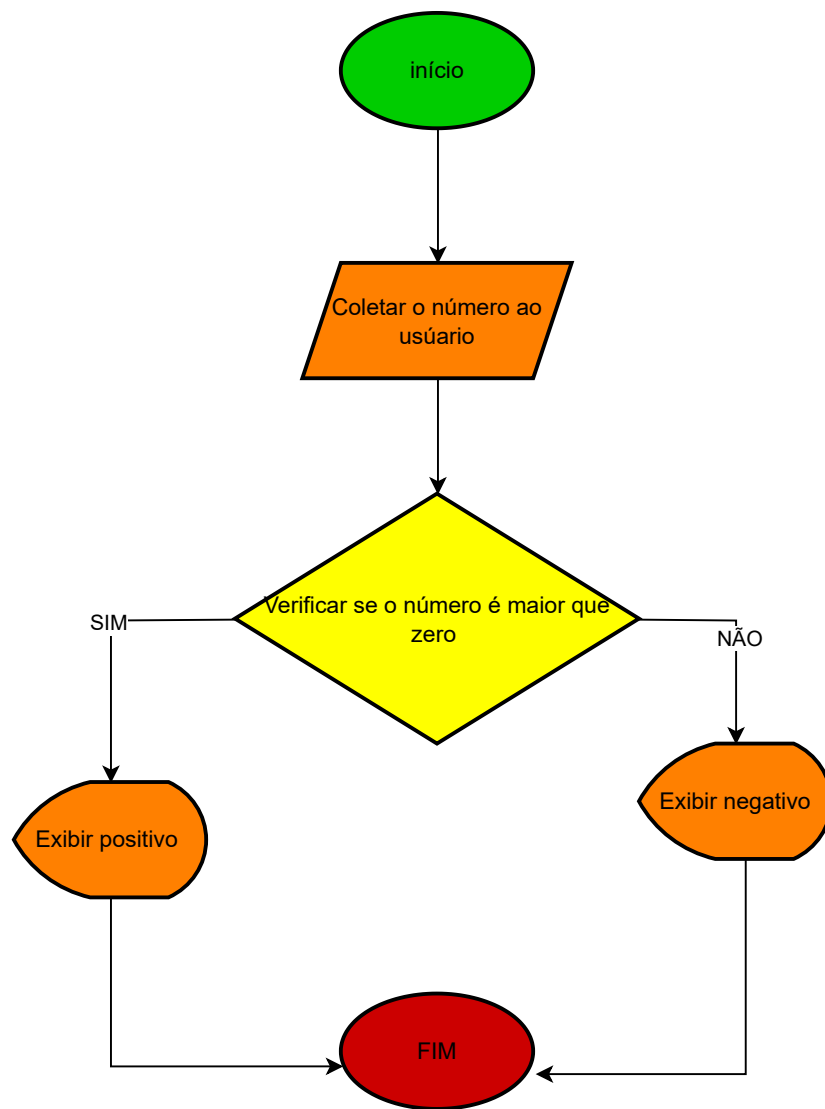 início
Coletar o número ao
usúario
Verificar se o número é maior que
zero
SIM
NÃO
Exibir negativo
Exibir positivo
FIM